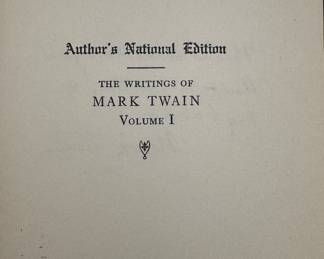 Author's National Edition
THE WRITINGS OF
MARK TWAIN
VOLUME I